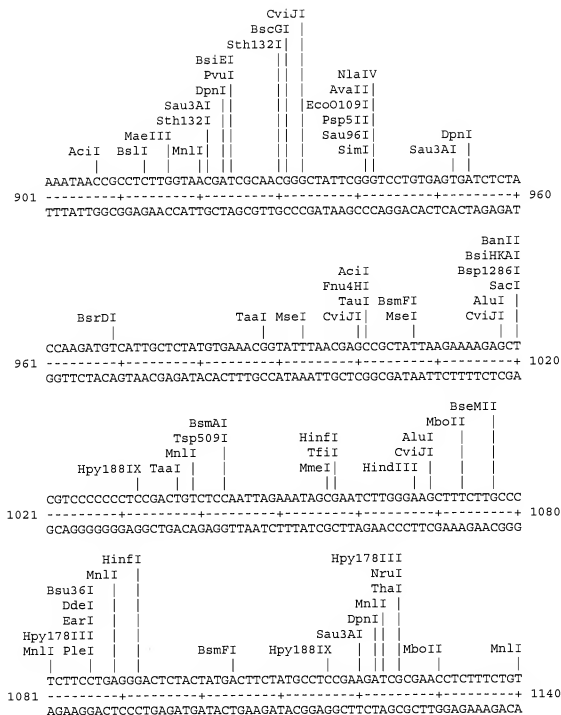 CviJI
BscGI
Sth132I
BsiEI
PvuI NlaIV
DpnI AvaII
Sau3AI EcoO109I
Sth132I Psp5II
MaeIII Sau96I DpnI
AciI BslI MnlI SimI Sau3AI
AAATAACCGCCTCTTGGTAACGATCGCAACGGGCTATTCGGGTCCTGTGAGTGATCTCTA
901 ---------+---------+---------+---------+---------+---------+ 960
TTTATTGGCGGAGAACCATTGCTAGCGTTGCCCGATAAGCCCAGGACACTCACTAGAGAT
BanII
BsiHKAI
AciI Bsp1286I
Fnu4HI SacI
TauI BsmFI AluI
BsrDI TaaI MseI CviJI MseI CviJI
CCAAGATGTCATTGCTCTATGTGAAACGGTATTTAACGAGCCGCTATTAAGAAAAGAGCT
961 ---------+---------+---------+---------+---------+---------+ 1020
GGTTCTACAGTAACGAGATACACTTTGCCATAAATTGCTCGGCGATAATTCTTTTCTCGA
BseMII
BsmAI MboII
Tsp509I HinfI AluI
MnlI TfiI CviJI
Hpy188IX TaaI MmeI HindIII
CGTCCCCCCCTCCGACTGTCTCCAATTAGAAATAGCGAATCTTGGGAAGCTTTCTTGCCC
1021 ---------+---------+---------+---------+---------+---------+ 1080
GCAGGGGGGGAGGCTGACAGAGGTTAATCTTTATCGCTTAGAACCCTTCGAAAGAACGGG
HinfI Hpy178III
MnlI NruI
Bsu36I ThaI
DdeI MnlI
EarI DpnI
Hpy178III Sau3AI
MnlI PleI BsmFI Hpy188IX MboII MnlI
TCTTCCTGAGGGACTCTACTATGACTTCTATGCCTCCGAAGATCGCGAACCTCTTTCTGT
1081 ---------+---------+---------+---------+---------+---------+ 1140
AGAAGGACTCCCTGAGATGATACTGAAGATACGGAGGCTTCTAGCGCTTGGAGAAAGACA